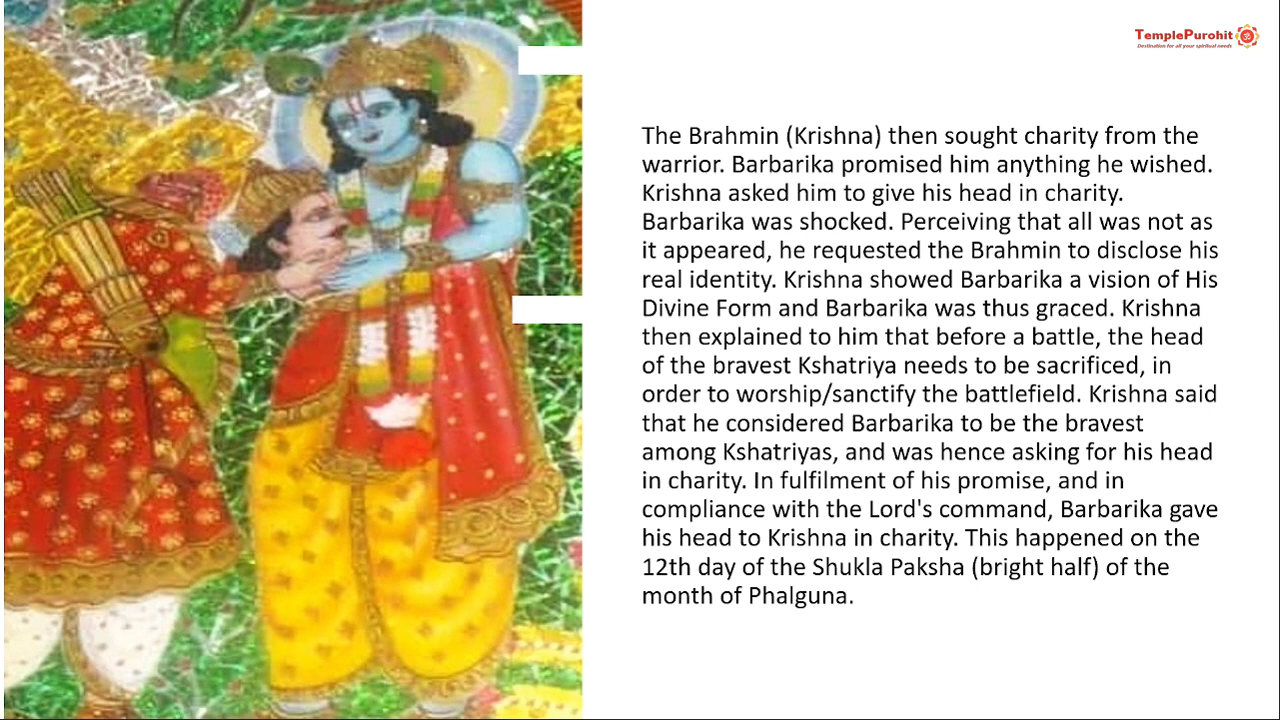 TemplePurohit
Destination for all your spiritual needs
The Brahmin (Krishna) then sought charity from the
warrior. Barbarika promised him anything he wished.
Krishna asked him to give his head in charity.
Barbarika was shocked. Perceiving that all was not as
it appeared, he requested the Brahmin to disclose his
real identity. Krishna showed Barbarika a vision of His
Divine Form and Barbarika was thus graced. Krishna
then explained to him that before a battle, the head
of the bravest Kshatriya needs to be sacrificed, in
order to worship/sanctify the battlefield. Krishna said
that he considered Barbarika to be the bravest
among Kshatriyas, and was hence asking for his head
in charity. In fulfilment of his promise, and in
compliance with the Lord's command, Barbarika gave
his head to Krishna in charity. This happened on the
12th day of the Shukla Paksha (bright half) of the
month of Phalguna.